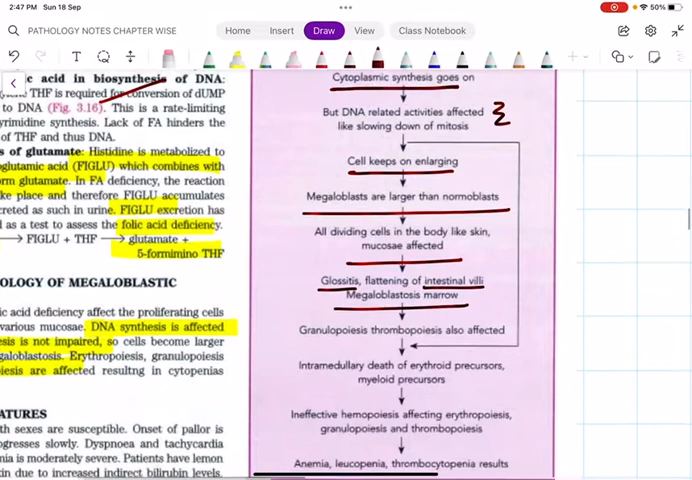 2:47 PM Sun 18 Sep
50%
PATHOLOGY NOTES CHAPTER WISE
Home Insert Draw View Class Notebook
c acid in biosynthesis of DNA:
THF is required for conversion of dUMP
to DNA (Fig. 3.16). This is a rate-limiting
yrimidine synthesis. Lack of FA hinders the
of THF and thus DNA.
s of glutamate: Histidine is metabolized to
oglutamic acid (FIGLU) which combines with
orm glutamate. In FA deficiency, the reaction
ke place and therefore FIGLU accumulates
creted as such in urine. FIGLU excretion has
d as a test to assess the folic acid deficiency.
→ FIGLU + THF → glutamate +
5-formimino THF
OLOGY OF MEGALOBLASTIC
ic acid deficiency affect the proliferating cells
various mucosae. DNA synthesis is affected
esis is not impaired, so cells become larger
galoblastosis. Erythropoiesis, granulopoiesis
iesis are affected resultng in cytopenias
ATURES
th sexes are susceptible. Onset of pallor is
ogresses slowly. Dyspnoea and tachycardia
nia is moderately severe. Patients have lemon
tin due to increased indirect bilirubin levels.
Cytoplasmic synthesis goes on
But DNA related activities affected
like slowing down of mitosis
Cell keeps on enlarging
Megaloblasts are larger than normoblasts
All dividing cells in the body like skin,
mucosae affected
Glossitis, flattening of intestinal villi
Megaloblastosis marrow
Granulopoiesis thrombopoiesis also affected
Intramedullary death of erythroid precursors,
myeloid precursors
Ineffective hemopoiesis affecting erythropoiesis,
granulopoiesis and thrombopoiesis
Anemia, leucopenia, thrombocytopenia results